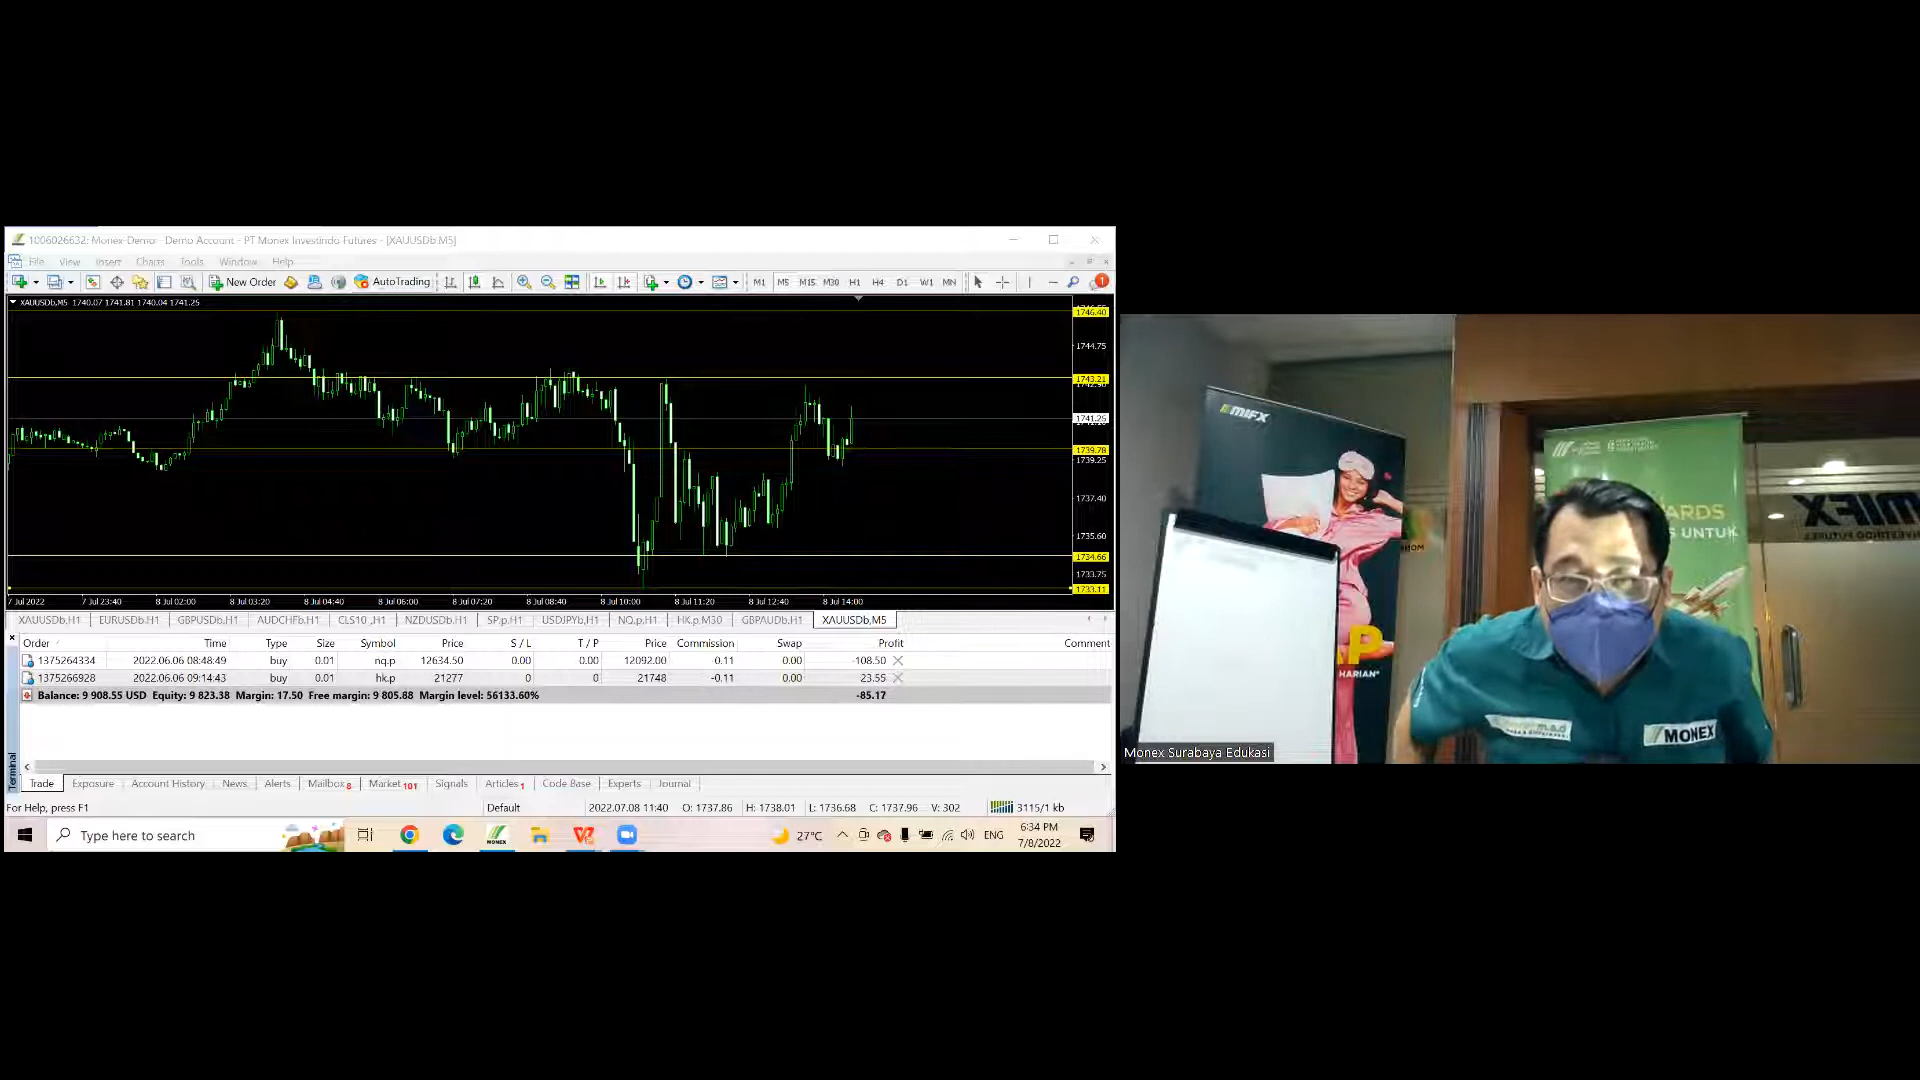 1006026632: Monex-Demo - Demo Account - PT Monex Investindo Futures - [XAUUSDb,M5]
File View Insert Charts Tools Window Help
New Order AutoTrading M1 M5 M15 M30 H1 H4 D1 W1 MN 1
XAUUSDb,M5 1740.07 1741.81 1740.04 1741.25
1746.40
1744.75
1743.21
1741.25
1739.78
1739.25
1737.40
1735.60
1734.66
1733.75
1733.11
7 Jul 2022 7 Jul 23:40 8 Jul 02:00 8 Jul 03:20 8 Jul 04:40 8 Jul 06:00 8 Jul 07:20 8 Jul 08:40 8 Jul 10:00 8 Jul 11:20 8 Jul 12:40 8 Jul 14:00
XAUUSDb,H1 EURUSDb,H1 GBPUSDb,H1 AUDCHFb,H1 CLS10_,H1 NZDUSDb,H1 SP.p,H1 USDJPYb,H1 NQ.p,H1 HK.p,M30 GBPAUDb,H1 XAUUSDb,M5
Order Time Type Size Symbol Price S / L T / P Price Commission Swap Profit Comment
1375264334 2022.06.06 08:48:49 buy 0.01 nq.p 12634.50 0.00 0.00 12092.00 -0.11 0.00 -108.50
1375266928 2022.06.06 09:14:43 buy 0.01 hk.p 21277 0 0 21748 -0.11 0.00 23.55
Balance: 9 908.55 USD Equity: 9 823.38 Margin: 17.50 Free margin: 9 805.88 Margin level: 56133.60% -85.17
Terminal
Trade Exposure Account History News Alerts Mailbox 8 Market 101 Signals Articles 1 Code Base Experts Journal
For Help, press F1 Default 2022.07.08 11:40 O: 1737.86 H: 1738.01 L: 1736.68 C: 1737.96 V: 302 3115/1 kb
Type here to search MONEX 27°C ENG 6:34 PM
7/8/2022
MIFX
ARDS
S UNTUK
HARIAN*
MIFX
INVESTINDO FUTURES
MONEX
Monex Surabaya Edukasi